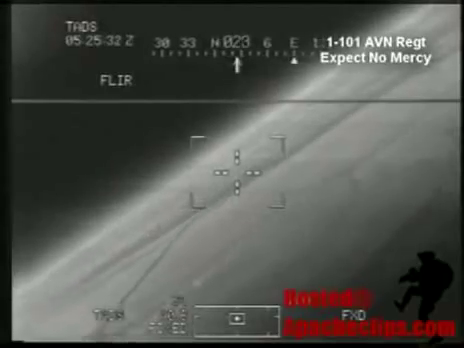 TADS
05:25:32 Z
30 33 N 023 6 E
1-101 AVN Regt
Expect No Mercy
FLIR
FXD
Hosted@
Apacheclips.com